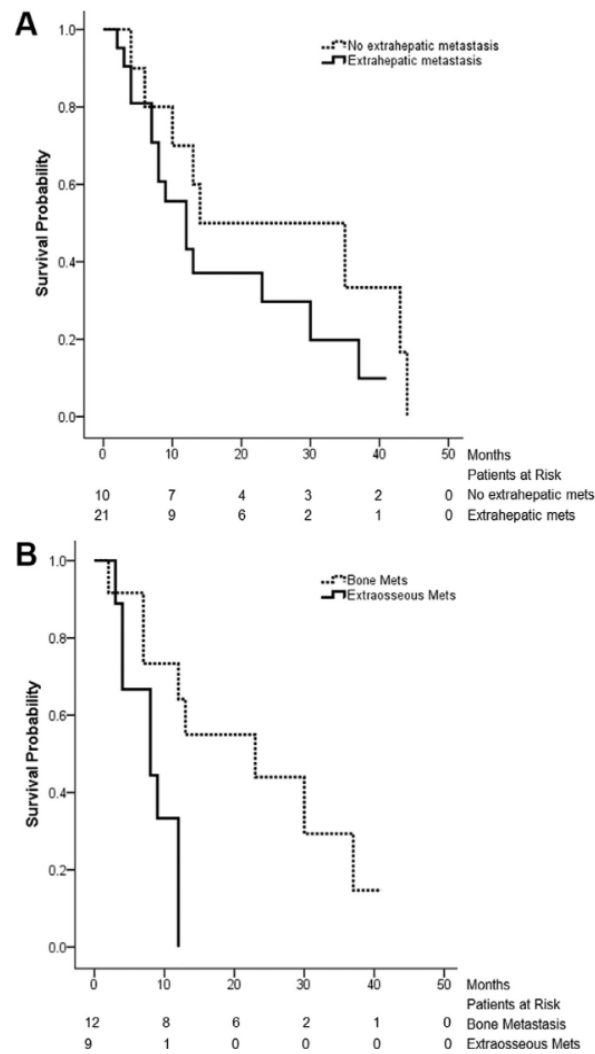 A
1.0
No extrahepatic metastasis
Extrahepatic metastasis
0.8
0.6
0.4
0.2
0.0
Survival Probability
0 10 20 30 40 50 Months
Patients at Risk
10 7 4 3 2 0 No extrahepatic mets
21 9 6 2 1 0 Extrahepatic mets
B
1.0
Bone Mets
Extraosseous Mets
0.8
0.6
0.4
0.2
0.0
Survival Probability
0 10 20 30 40 50 Months
Patients at Risk
12 8 6 2 1 0 Bone Metastasis
9 1 0 0 0 0 Extraosseous Mets